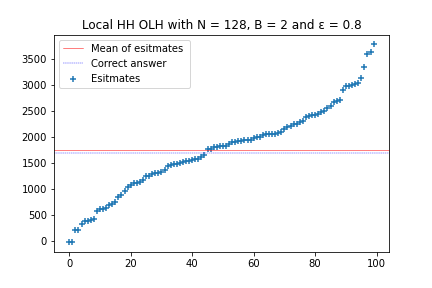 Local HH OLH with N = 128, B = 2 and ε = 0.8
Mean of esitmates
Correct answer
Esitmates
3500
3000
2500
2000
1500
1000
500
0
0 20 40 60 80 100